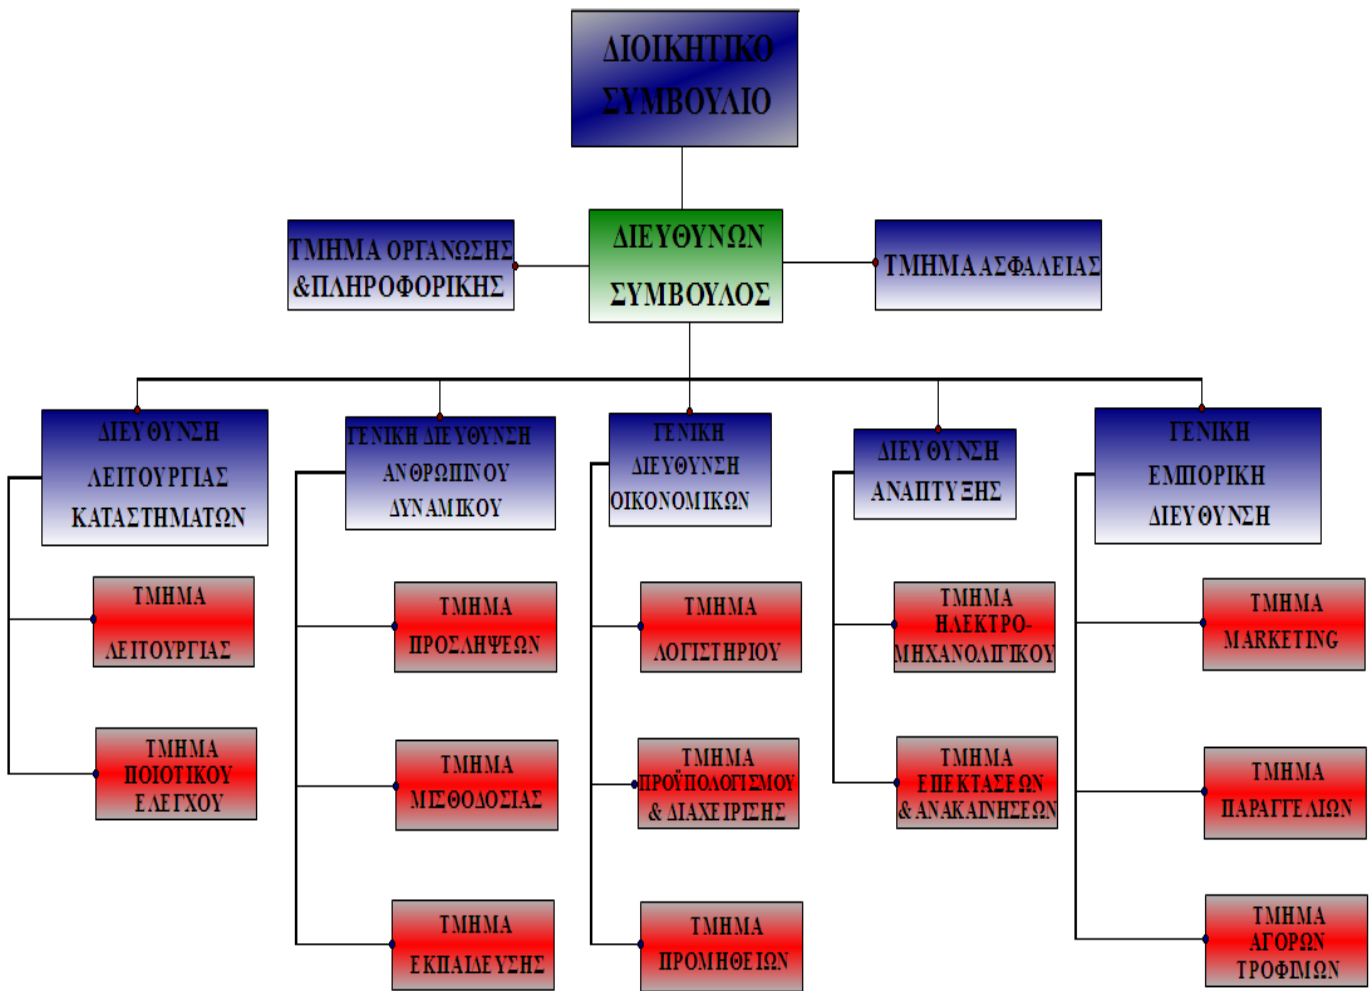 ΔΙΟΙΚΗΤΙΚΟ
ΣΥΜΒΟΥΛΙΟ
ΤΜΗΜΑ ΟΡΓΑΝΩΣΗΣ
&ΠΛΗΡΟΦΟΡΙΚΗΣ
ΔΙΕΥΘΥΝΩΝ
ΣΥΜΒΟΥΛΟΣ
ΤΜΗΜΑ ΑΣΦΑΛΕΙΑΣ
ΔΙΕΥΘΥΝΣΗ
ΛΕΙΤΟΥΡΓΙΑΣ
ΚΑΤΑΣΤΗΜΑΤΩΝ
ΓΕΝΙΚΗ ΔΙΕΥΘΥΝΣΗ
ΑΝΘΡΩΠΙΝΟΥ
ΔΥΝΑΜΙΚΟΥ
ΓΕΝΙΚΗ
ΔΙΕΥΘΥΝΣΗ
ΟΙΚΟΝΟΜΙΚΩΝ
ΔΙΕΥΘΥΝΣΗ
ΑΝΑΠΤΥΞΗΣ
ΓΕΝΙΚΗ
ΕΜΠΟΡΙΚΗ
ΔΙΕΥΘΥΝΣΗ
ΤΜΗΜΑ
ΛΕΙΤΟΥΡΓΙΑΣ
ΤΜΗΜΑ
ΠΡΟΣΛΗΨΕΩΝ
ΤΜΗΜΑ
ΛΟΓΙΣΤΗΡΙΟΥ
ΤΜΗΜΑ
ΗΛΕΚΤΡΟ-
ΜΗΧΑΝΟΛΙΓΙΚΟΥ
ΤΜΗΜΑ
MARKETING
ΤΜΗΜΑ
ΠΟΙΟΤΙΚΟΥ
ΕΛΕΓΧΟΥ
ΤΜΗΜΑ
ΜΙΣΘΟΔΟΣΙΑΣ
ΤΜΗΜΑ
ΠΡΟΫΠΟΛΟΓΙΣΜΟΥ
& ΔΙΑΧΕΙΡΙΣΗΣ
ΤΜΗΜΑ
ΕΠΕΚΤΑΣΕΩΝ
& ΑΝΑΚΑΙΝΗΣΕΩΝ
ΤΜΗΜΑ
ΠΑΡΑΓΓΕΛΙΩΝ
ΤΜΗΜΑ
ΕΚΠΑΙΔΕΥΣΗΣ
ΤΜΗΜΑ
ΠΡΟΜΗΘΕΙΩΝ
ΤΜΗΜΑ
ΑΓΟΡΩΝ
ΤΡΟΦΙΜΩΝ